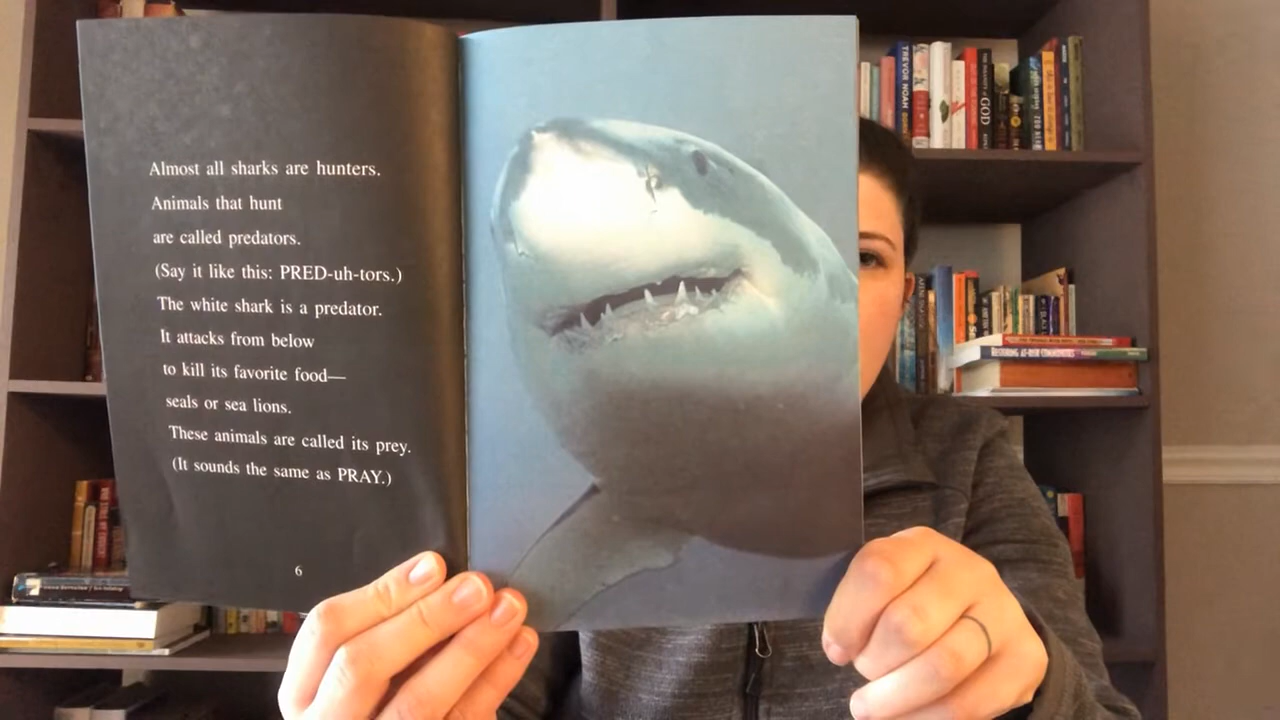 Almost all sharks are hunters.
Animals that hunt
are called predators.
(Say it like this: PRED-uh-tors.)
The white shark is a predator.
It attacks from below
to kill its favorite food—
seals or sea lions.
These animals are called its prey.
(It sounds the same as PRAY.)
6
TREVOR NOAH
GOD